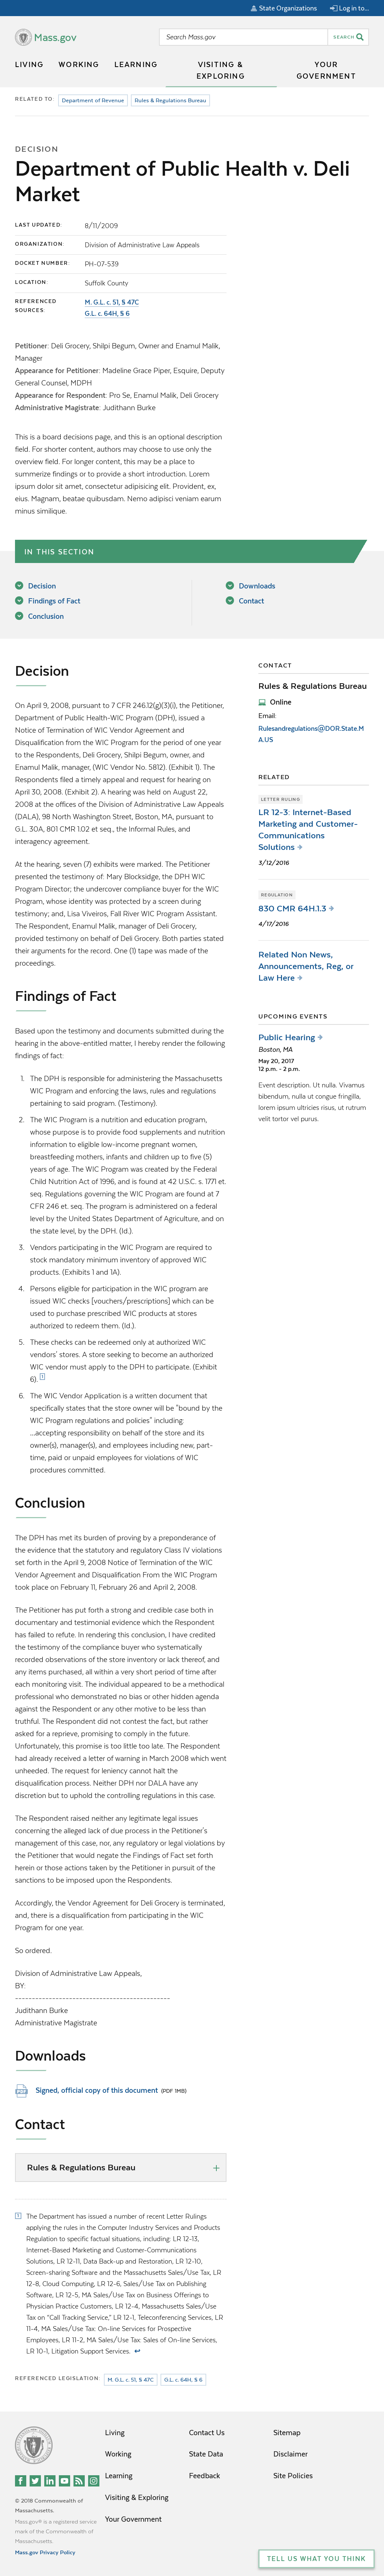 State Organizations
Log in to...
Mass.gov
Search Mass.gov
SEARCH
LIVING
WORKING
LEARNING
VISITING &
EXPLORING
YOUR
GOVERNMENT
RELATED TO:
Department of Revenue
Rules & Regulations Bureau
DECISION
Department of Public Health v. Deli
Market
LAST UPDATED: 8/11/2009
ORGANIZATION: Division of Administrative Law Appeals
DOCKET NUMBER: PH-07-539
LOCATION: Suffolk County
REFERENCED
SOURCES:
M. G.L. c. 51, § 47C
G.L. c. 64H, § 6
Petitioner: Deli Grocery, Shilpi Begum, Owner and Enamul Malik,
Manager
Appearance for Petitioner: Madeline Grace Piper, Esquire, Deputy
General Counsel, MDPH
Appearance for Respondent: Pro Se, Enamul Malik, Deli Grocery
Administrative Magistrate: Judithann Burke
This is a board decisions page, and this is an optional description
field. For shorter content, authors may choose to use only the
overview field. For longer content, this may be a place to
summemize findings or to provide a short introduction. Lorem
ipsum dolor sit amet, consectetur adipisicing elit. Provident, ex,
eius. Magnam, beatae quibusdam. Nemo adipisci veniam earum
minus similique.
IN THIS SECTION
Decision
Findings of Fact
Conclusion
Downloads
Contact
Decision
On April 9, 2008, pursuant to 7 CFR 246.12(g)(3)(i), the Petitioner,
Department of Public Health-WIC Program (DPH), issued a
Notice of Termination of WIC Vendor Agreement and
Disqualification from the WIC Program for the period of one year
to the Respondents, Deli Grocery, Shilpi Begum, owner, and
Enamul Malik, manager, (WIC Vendor No. 5812). (Exhibit 1). The
Respondents filed a timely appeal and request for hearing on
April 30, 2008. (Exhibit 2). A hearing was held on August 22,
2008 at the offices of the Division of Administrative Law Appeals
(DALA), 98 North Washington Street, Boston, MA, pursuant to
G.L. 30A, 801 CMR 1.02 et seq., the Informal Rules, and
interagency agreement.
At the hearing, seven (7) exhibits were marked. The Petitioner
presented the testimony of: Mary Blocksidge, the DPH WIC
Program Director; the undercover compliance buyer for the WIC
Program, whose identity was protected by a screen during
testimony; and, Lisa Viveiros, Fall River WIC Program Assistant.
The Respondent, Enamul Malik, manager of Deli Grocery,
provided testimony on behalf of Deli Grocery. Both parties stated
their arguments for the record. One (1) tape was made of the
proceedings.
Findings of Fact
Based upon the testimony and documents submitted during the
hearing in the above-entitled matter, I hereby render the following
findings of fact:
1. The DPH is responsible for administering the Massachusetts
WIC Program and enforcing laws, rules and regulations
pertaining to said program. (Testimony).
2. The WIC Program is a nutrition and education program,
whose purpose is to provide food supplements and nutrition
information to eligible low-income pregnant women,
breastfeeding mothers, infants and children (up to five (5)
years of age. The WIC Program was created by the Federal
Child Nutrition Act of 1996, and is found at 42 U.S.C. s. 1771 et.
seq. Regulations governing the WIC Program are found at 7
CFR 246 et. seq. The program is administered on a federal
level by the United States Department of Agriculture, and on
the state level, by the DPH. (Id.).
3. Vendors participating in the WIC Program are required to
stock mandatory minimum inventory of approved WIC
products. (Exhibits 1 and 1A).
4. Persons eligible for participation in the WIC program are
issued WIC checks [vouchers/prescriptions] which can be
used to purchase prescribed WIC products at stores
authorized to redeem them. (Id.).
5. These checks can be redeemed only at authorized WIC
vendors' stores. A store seeking to become an authorized
WIC vendor must apply to the DPH to participate. (Exhibit
6). 1
6. The WIC Vendor Application is a written document that
specifically states that the store owner will be "bound by the
WIC Program regulations and policies" including:
....accepting responsibility on behalf of the store and its
owner(s), manager(s), and employees including new, part-
time, paid or unpaid employees for violations of WIC
procedures committed.
Conclusion
The DPH has met its burden of proving by a preponderance of
the evidence that the statutory and regulatory Class IV violations
set forth in the April 9, 2008 Notice of Termination of the WIC
Vendor Agreement and Disqualification From the WIC Program
took place on February 11, February 26 and April 2, 2008.
The Petitioner has put forth a strong and credible case both in
the documentary and verbal evidence which the Respondent
has failed to refute. In rendering this conclusion, I have credited
the testimony of the compliance buyer who systematically
recorded observations of the store inventory or lack thereof, and
any items purchased, all within a very short period of time after
each monitoring visit. The individual appeared to be a methodical
professional who demonstrated no bias or other hidden agenda
against the Respondent or any other motive to be less than
truthful. The Respondent did not contest the fact, but rather
asked for a reprieve, promising to comply in the future.
Unfortunately, this promise is too little too late. The Respondent
had already received a letter of warning in March 2008 which went
unheeded. The request for leniency cannot halt the
disqualification process. Neither DPH nor DALA have any
discretion but to uphold the controlling regulations in this case.
The Respondent raised neither any legitimate legal issues
concerning the alleged lack of due process in the Petitioner's
management of this case, nor, any regulatory or legal violations by
the Petitioner that would negate the Findings of Fact set forth
herein or those actions taken by the Petitioner in pursuit of the
sanctions to be imposed upon the Respondents.
Accordingly, the Vendor Agreement for Deli Grocery is terminated,
and, there is a disqualification from participating in the WIC
Program for one year.
So ordered.
Division of Administrative Law Appeals,
BY:
----------------------------------------------
Judithann Burke
Administrative Magistrate
Downloads
Signed, official copy of this document (PDF 1MB)
Contact
Rules & Regulations Bureau
1 The Department has issued a number of recent Letter Rulings
applying the rules in the Computer Industry Services and Products
Regulation to specific factual situations, including: LR 12-13,
Internet-Based Marketing and Customer-Communications
Solutions, LR 12-11, Data Back-up and Restoration, LR 12-10,
Screen-sharing Software and the Massachusetts Sales/Use Tax, LR
12-8, Cloud Computing, LR 12-6, Sales/Use Tax on Publishing
Software, LR 12-5, MA Sales/Use Tax on Business Offerings to
Physician Practice Customers, LR 12-4, Massachusetts Sales/Use
Tax on "Call Tracking Service," LR 12-1, Teleconferencing Services, LR
11-4, MA Sales/Use Tax: On-line Services for Prospective
Employees, LR 11-2, MA Sales/Use Tax: Sales of On-line Services,
LR 10-1, Litigation Support Services. ↩
REFERENCED LEGISLATION:
M. G.L. c. 51, § 47C
G.L. c. 64H, § 6
CONTACT
Rules & Regulations Bureau
Online
Email:
Rulesandregulations@DOR.State.M
A.US
RELATED
LETTER RULING
LR 12-3: Internet-Based
Marketing and Customer-
Communications
Solutions
3/12/2016
REGULATION
830 CMR 64H.1.3
4/17/2016
Related Non News,
Announcements, Reg, or
Law Here
UPCOMING EVENTS
Public Hearing
Boston, MA
May 20, 2017
12 p.m. - 2 p.m.
Event description. Ut nulla. Vivamus
bibendum, nulla ut congue fringilla,
lorem ipsum ultricies risus, ut rutrum
velit tortor vel purus.
Living
Working
Learning
Visiting & Exploring
Your Government
Contact Us
State Data
Feedback
Sitemap
Disclaimer
Site Policies
© 2018 Commonwealth of
Massachusetts.
Mass.gov® is a registered service
mark of the Commonwealth of
Massachusetts.
Mass.gov Privacy Policy
TELL US WHAT YOU THINK